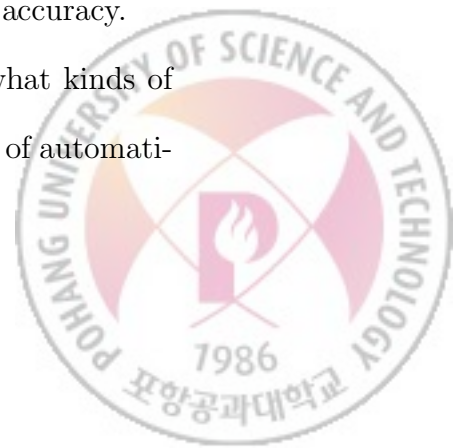 accuracy.
what kinds of
of automati-
POHANG UNIVERSITY OF SCIENCE AND TECHNOLOGY
1986
포항공과대학교